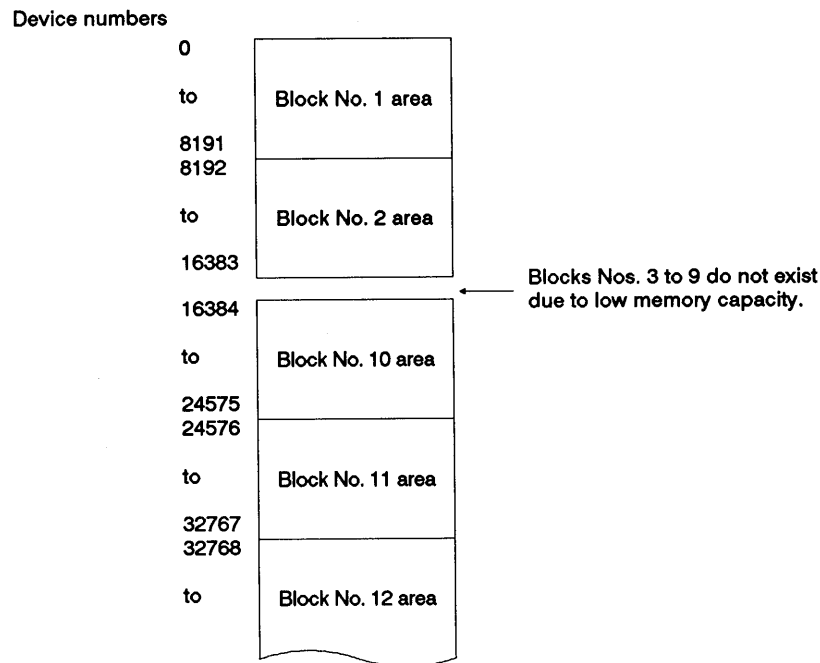 Device numbers
0
to
Block No. 1 area
8191
8192
to
Block No. 2 area
16383
Blocks Nos. 3 to 9 do not exist
due to low memory capacity.
16384
to
Block No. 10 area
24575
24576
to
Block No. 11 area
32767
32768
to
Block No. 12 area